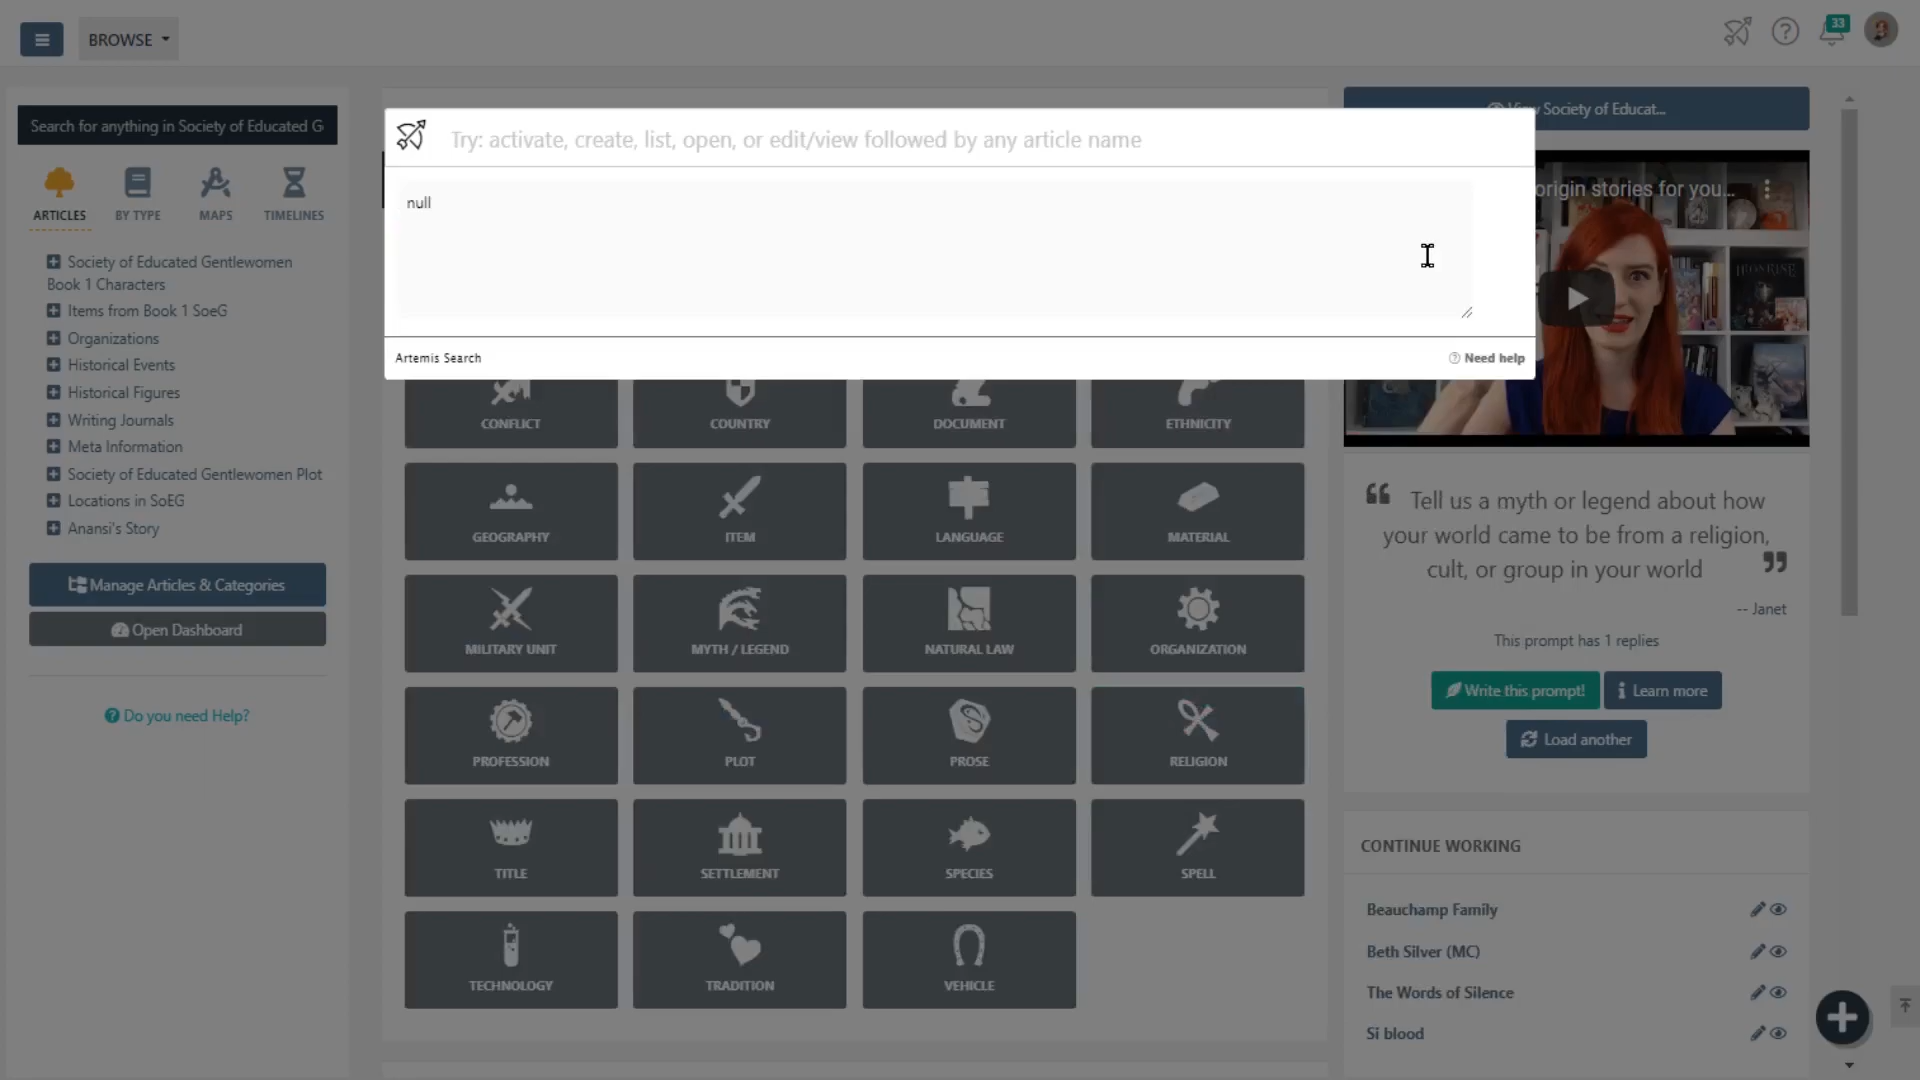 BROWSE
33
Search for anything in Society of Educated G
ARTICLES
BY TYPE
MAPS
TIMELINES
Society of Educated Gentlewomen
Book 1 Characters
Items from Book 1 SoeG
Organizations
Historical Events
Historical Figures
Writing Journals
Meta Information
Society of Educated Gentlewomen Plot
Locations in SoEG
Anansi's Story
Manage Articles & Categories
Open Dashboard
Do you need Help?
Try: activate, create, list, open, or edit/view followed by any article name
null
Artemis Search
Need help
CONFLICT
COUNTRY
DOCUMENT
ETHNICITY
GEOGRAPHY
ITEM
LANGUAGE
MATERIAL
MILITARY UNIT
MYTH / LEGEND
NATURAL LAW
ORGANIZATION
PROFESSION
PLOT
PROSE
RELIGION
TITLE
SETTLEMENT
SPECIES
SPELL
TECHNOLOGY
TRADITION
VEHICLE
Society of Educat...
origin stories for you...
IRONRISE
“ Tell us a myth or legend about how
your world came to be from a religion,
cult, or group in your world ”
-- Janet
This prompt has 1 replies
Write this prompt!
Learn more
Load another
CONTINUE WORKING
Beauchamp Family
Beth Silver (MC)
The Words of Silence
Si blood